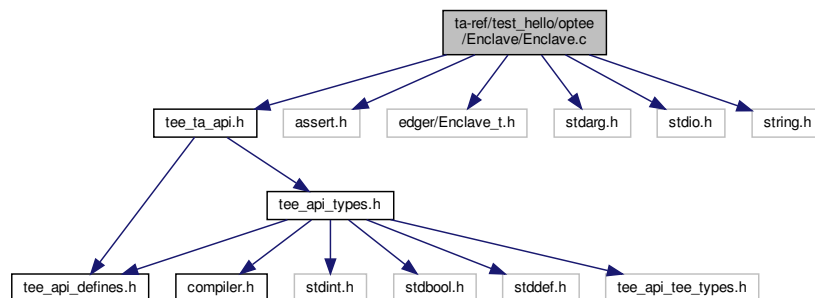 ta-ref/test_hello/optee
/Enclave/Enclave.c
tee_ta_api.h
assert.h
edger/Enclave_t.h
stdarg.h
stdio.h
string.h
tee_api_types.h
tee_api_defines.h
compiler.h
stdint.h
stdbool.h
stddef.h
tee_api_tee_types.h